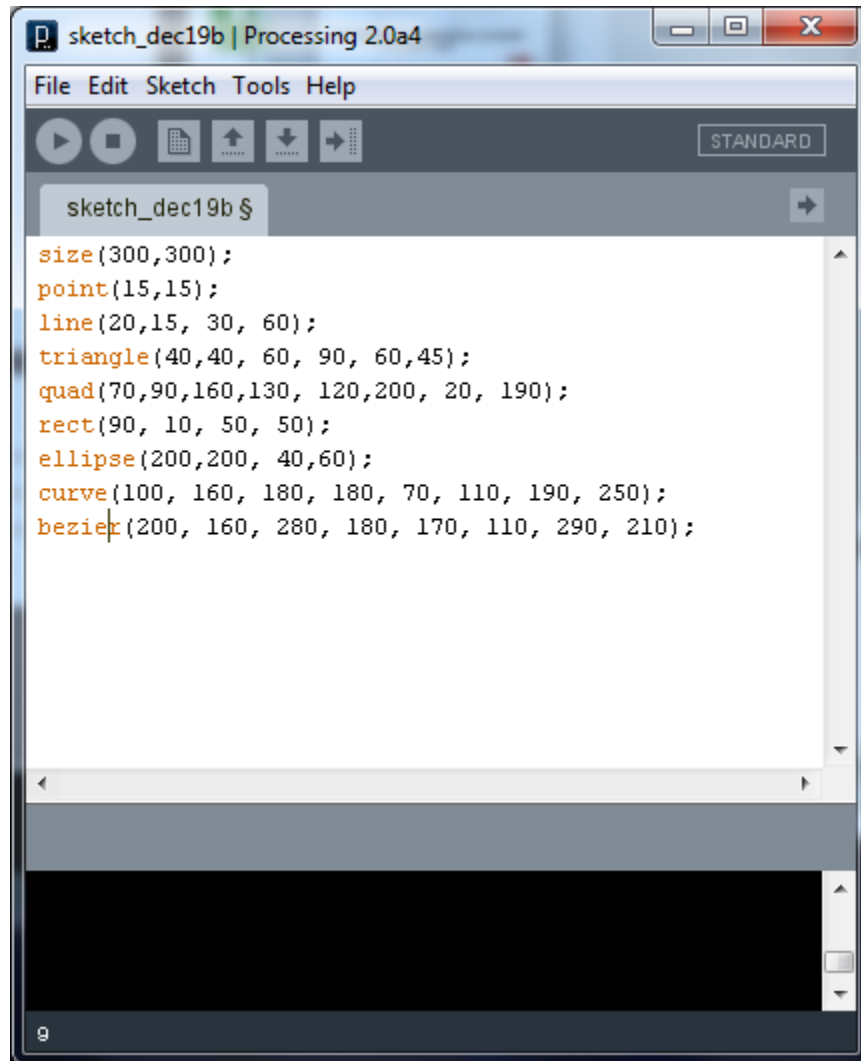 sketch_dec19b | Processing 2.0a4
File Edit Sketch Tools Help
STANDARD
sketch_dec19b §
size(300,300);
point(15,15);
line(20,15, 30, 60);
triangle(40,40, 60, 90, 60,45);
quad(70,90,160,130, 120,200, 20, 190);
rect(90, 10, 50, 50);
ellipse(200,200, 40,60);
curve(100, 160, 180, 180, 70, 110, 190, 250);
bezier(200, 160, 280, 180, 170, 110, 290, 210);
9